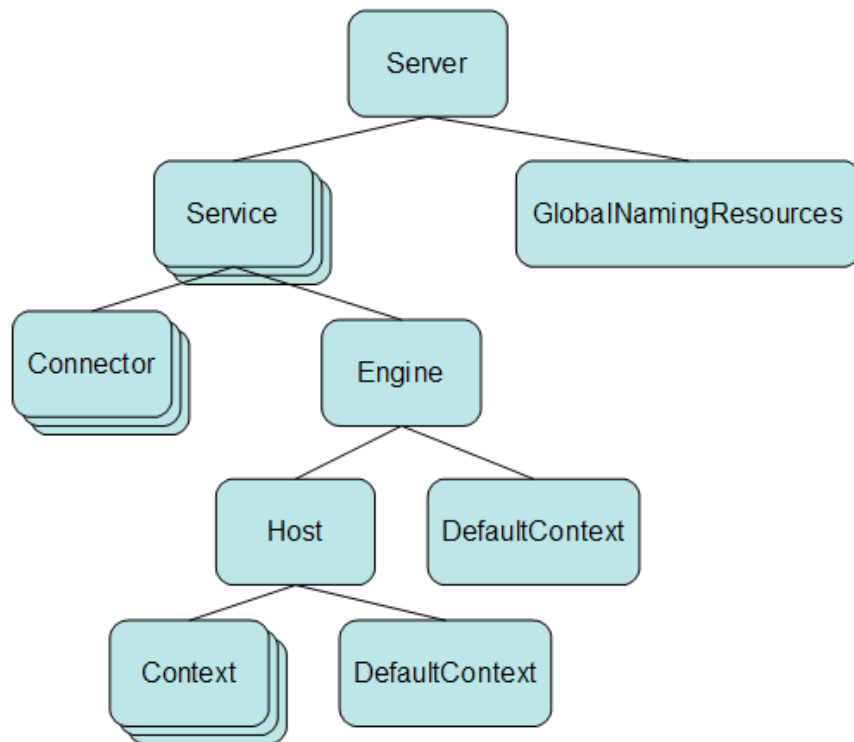 Server
Service
GlobalNamingResources
Connector
Engine
Host
DefaultContext
Context
DefaultContext